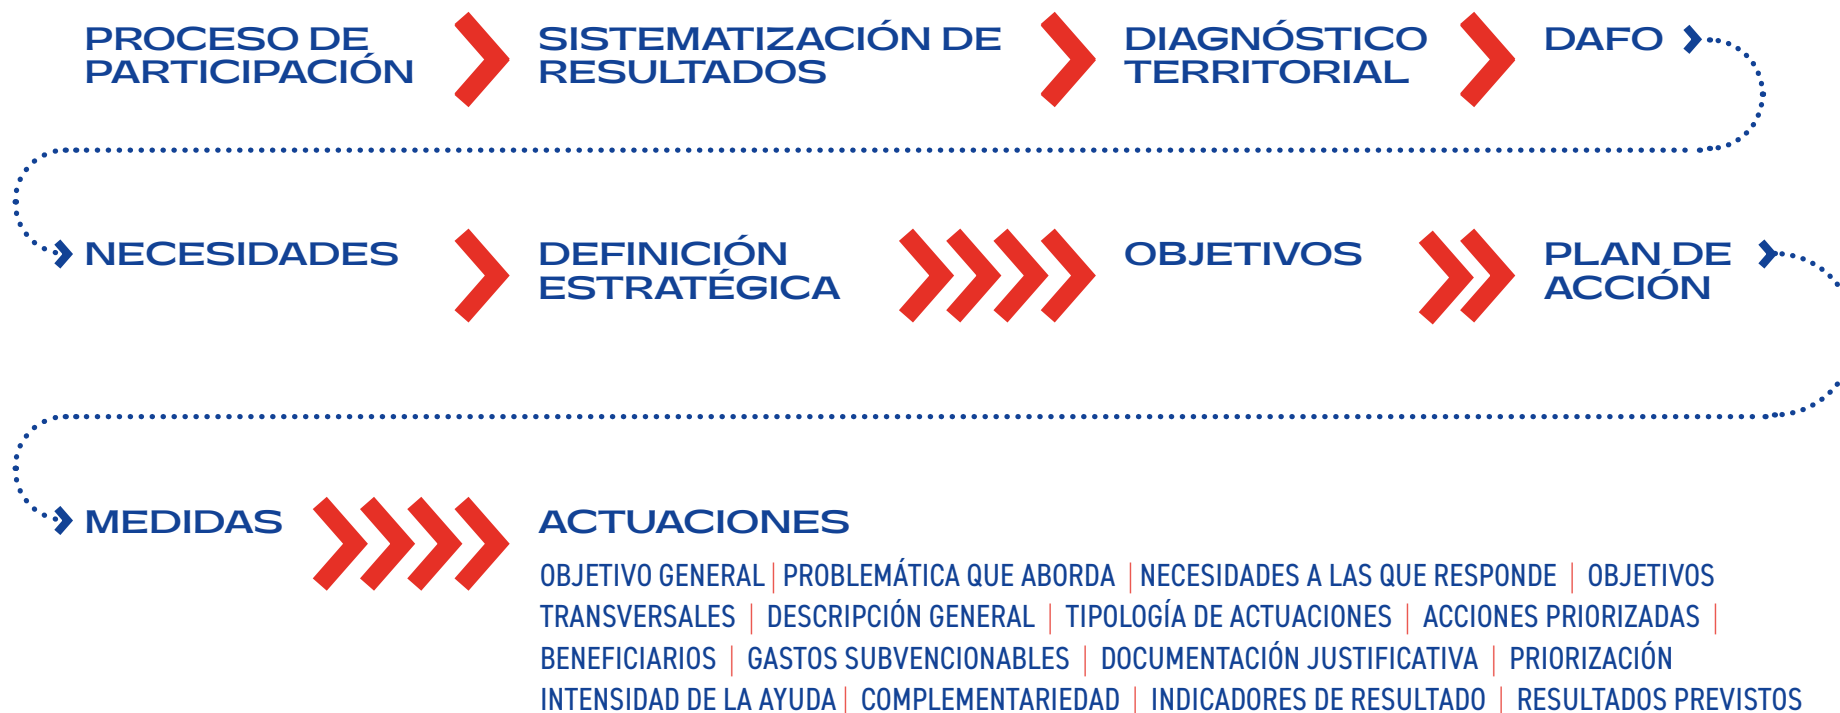 PROCESO DE
PARTICIPACIÓN
SISTEMATIZACIÓN DE
RESULTADOS
DIAGNÓSTICO
TERRITORIAL
DAFO
NECESIDADES
DEFINICIÓN
ESTRATÉGICA
OBJETIVOS
PLAN DE
ACCIÓN
MEDIDAS
ACTUACIONES
OBJETIVO GENERAL | PROBLEMÁTICA QUE ABORDA | NECESIDADES A LAS QUE RESPONDE | OBJETIVOS
TRANSVERSALES | DESCRIPCIÓN GENERAL | TIPOLOGÍA DE ACTUACIONES | ACCIONES PRIORIZADAS |
BENEFICIARIOS | GASTOS SUBVENCIONABLES | DOCUMENTACIÓN JUSTIFICATIVA | PRIORIZACIÓN
INTENSIDAD DE LA AYUDA | COMPLEMENTARIEDAD | INDICADORES DE RESULTADO | RESULTADOS PREVISTOS